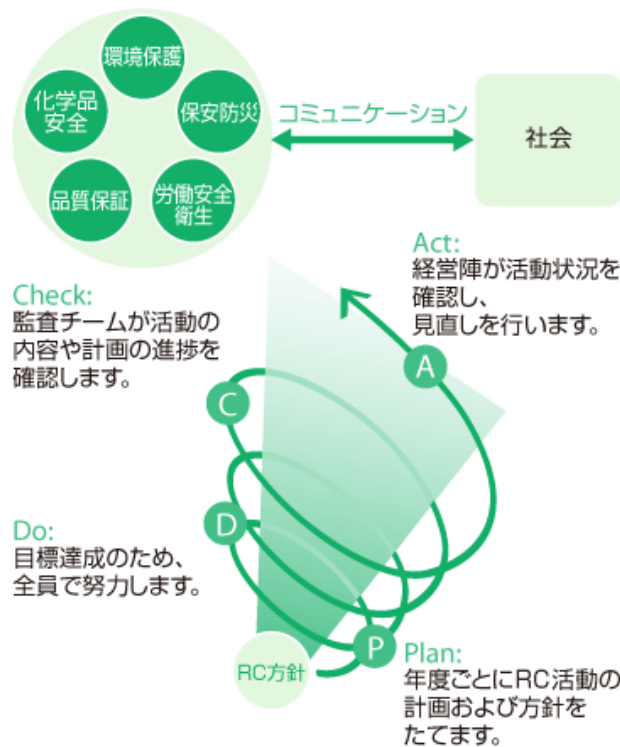 環境保護
化学品
安全
保安防災
品質保証
労働安全
衛生
コミュニケーション
社会
Act:
経営陣が活動状況を
確認し、
見直しを行います。
Check:
監査チームが活動の
内容や計画の進捗を
確認します。
A
C
D
Do:
目標達成のため、
全員で努力します。
P
RC方針
Plan:
年度ごとにRC活動の
計画および方針を
たてます。